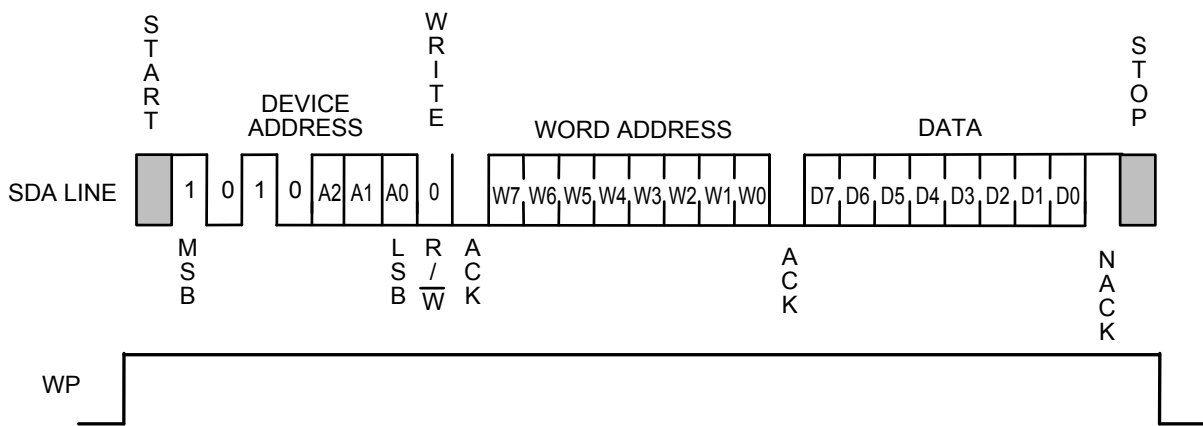 START
WRITE
STOP
DEVICE
ADDRESS
WORD ADDRESS
DATA
SDA LINE
1 0 1 0 A2 A1 A0 0 W7 W6 W5 W4 W3 W2 W1 W0 D7 D6 D5 D4 D3 D2 D1 D0
MSB
LSB
R/W
ACK
ACK
NACK
WP